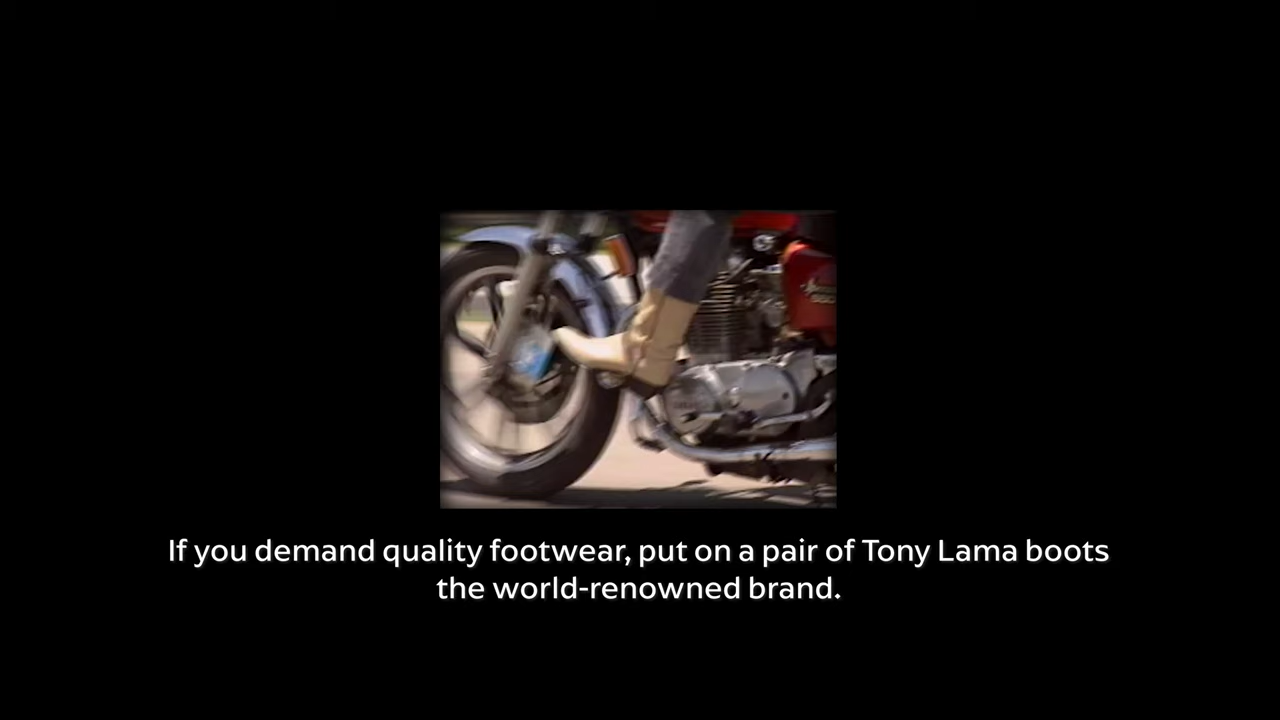 If you demand quality footwear, put on a pair of Tony Lama boots
the world-renowned brand.